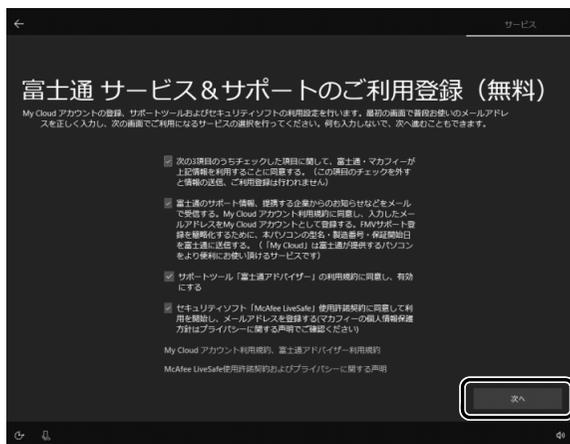 サービス
富士通 サービス＆サポートのご利用登録（無料）
My Cloud アカウントの登録、サポートツールおよびセキュリティソフトの利用設定を行います。最初の画面で普段お使いのメールアドレ
スを正しく入力し、次の画面でご利用になるサービスの選択を行ってください。何も入力しないで、次へ進むこともできます。
次の3項目のうちチェックした項目に関して、富士通・マカフィーが
上記情報を利用することに同意する。（この項目のチェックを外す
と情報の送信、ご利用登録は行われません）
富士通のサポート情報、提携する企業からのお知らせなどをメール
で受信する。My Cloud アカウント利用規約に同意し、入力したメー
ルアドレスをMy Cloud アカウントとして登録する。FMVサポート登
録を簡略化するために、本パソコンの型名・製造番号・保証開始日
を富士通に送信する。（「My Cloud」は富士通が提供するパソコン
をより便利にお使い頂けるサービスです）
サポートツール「富士通アドバイザー」の利用規約に同意し、有効
にする
セキュリティソフト「McAfee LiveSafe」使用許諾契約に同意して利
用を開始し、メールアドレスを登録する(マカフィーの個人情報保護
方針はプライバシーに関する声明でご確認ください)
My Cloud アカウント利用規約、富士通アドバイザー利用規約
McAfee LiveSafe使用許諾契約およびプライバシーに関する声明
次へ